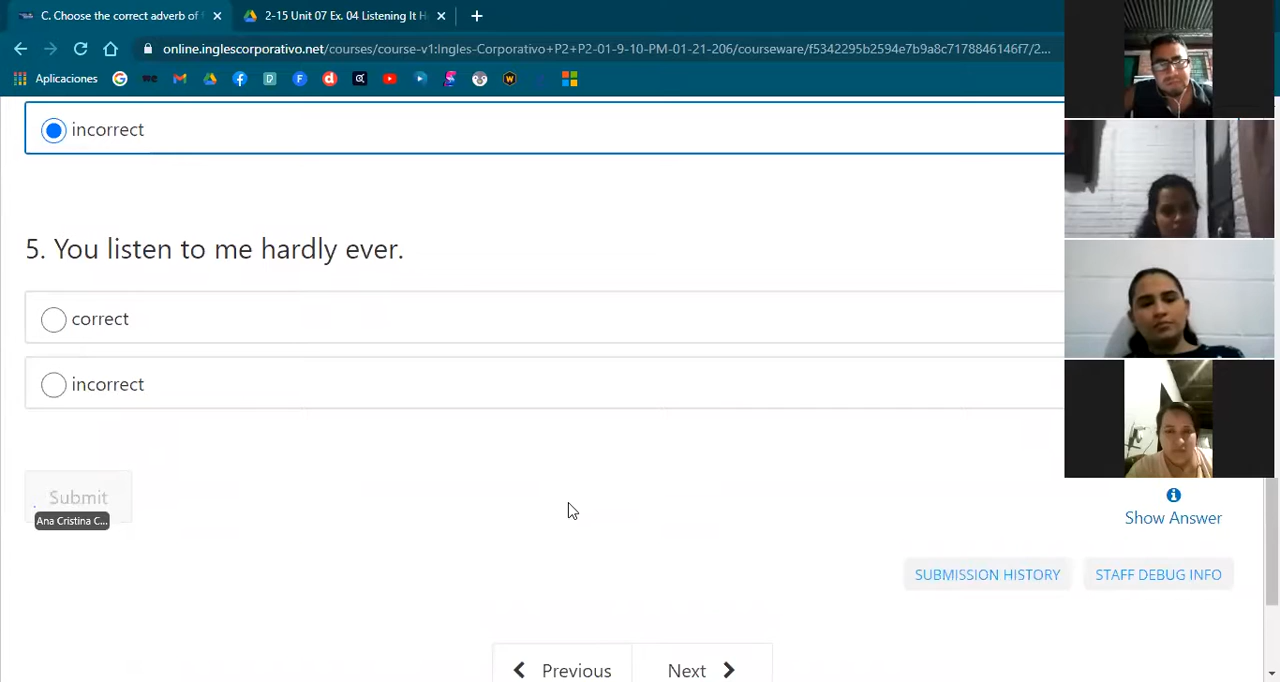 C. Choose the correct adverb of
2-15 Unit 07 Ex. 04 Listening It H
online.inglescorporativo.net/courses/course-v1:Ingles-Corporativo+P2+P2-01-9-10-PM-01-21-206/courseware/f5342295b2594e7b9a8c7178846146f7/2...
Aplicaciones
incorrect
5. You listen to me hardly ever.
correct
incorrect
Submit
Ana Cristina C...
Show Answer
SUBMISSION HISTORY
STAFF DEBUG INFO
Previous
Next